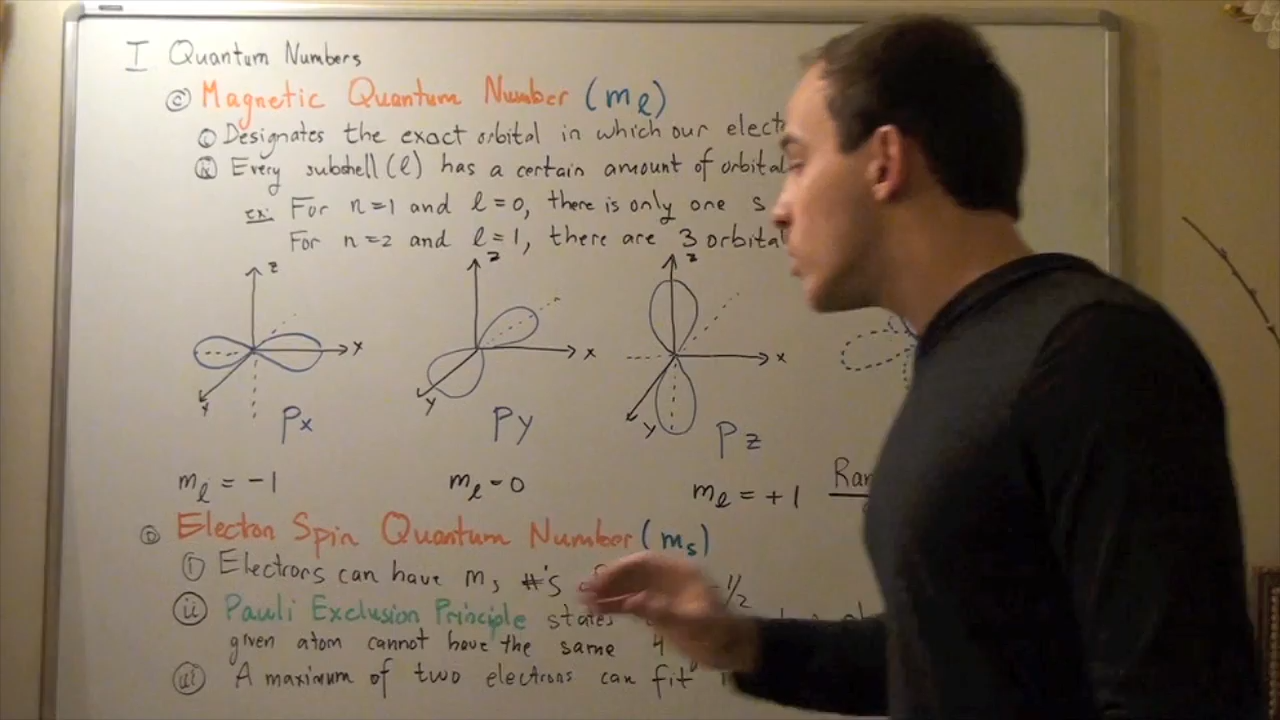 I Quantum Numbers
c Magnetic Quantum Number (mℓ)
i Designates the exact orbital in which our elect
ii Every subshell (ℓ) has a certain amount of orbital
ex: For n=1 and ℓ=0, there is only one s
For n=2 and ℓ=1, there are 3 orbital
z z z
x x x
y y y
Px Py Pz
mℓ = -1 mℓ = 0 mℓ = +1 Ran
D Electron Spin Quantum Number (ms)
i Electrons can have ms #'s -1/2
ii Pauli Exclusion Principle states
given atom cannot have the same 4
iii A maximum of two electrons can fit